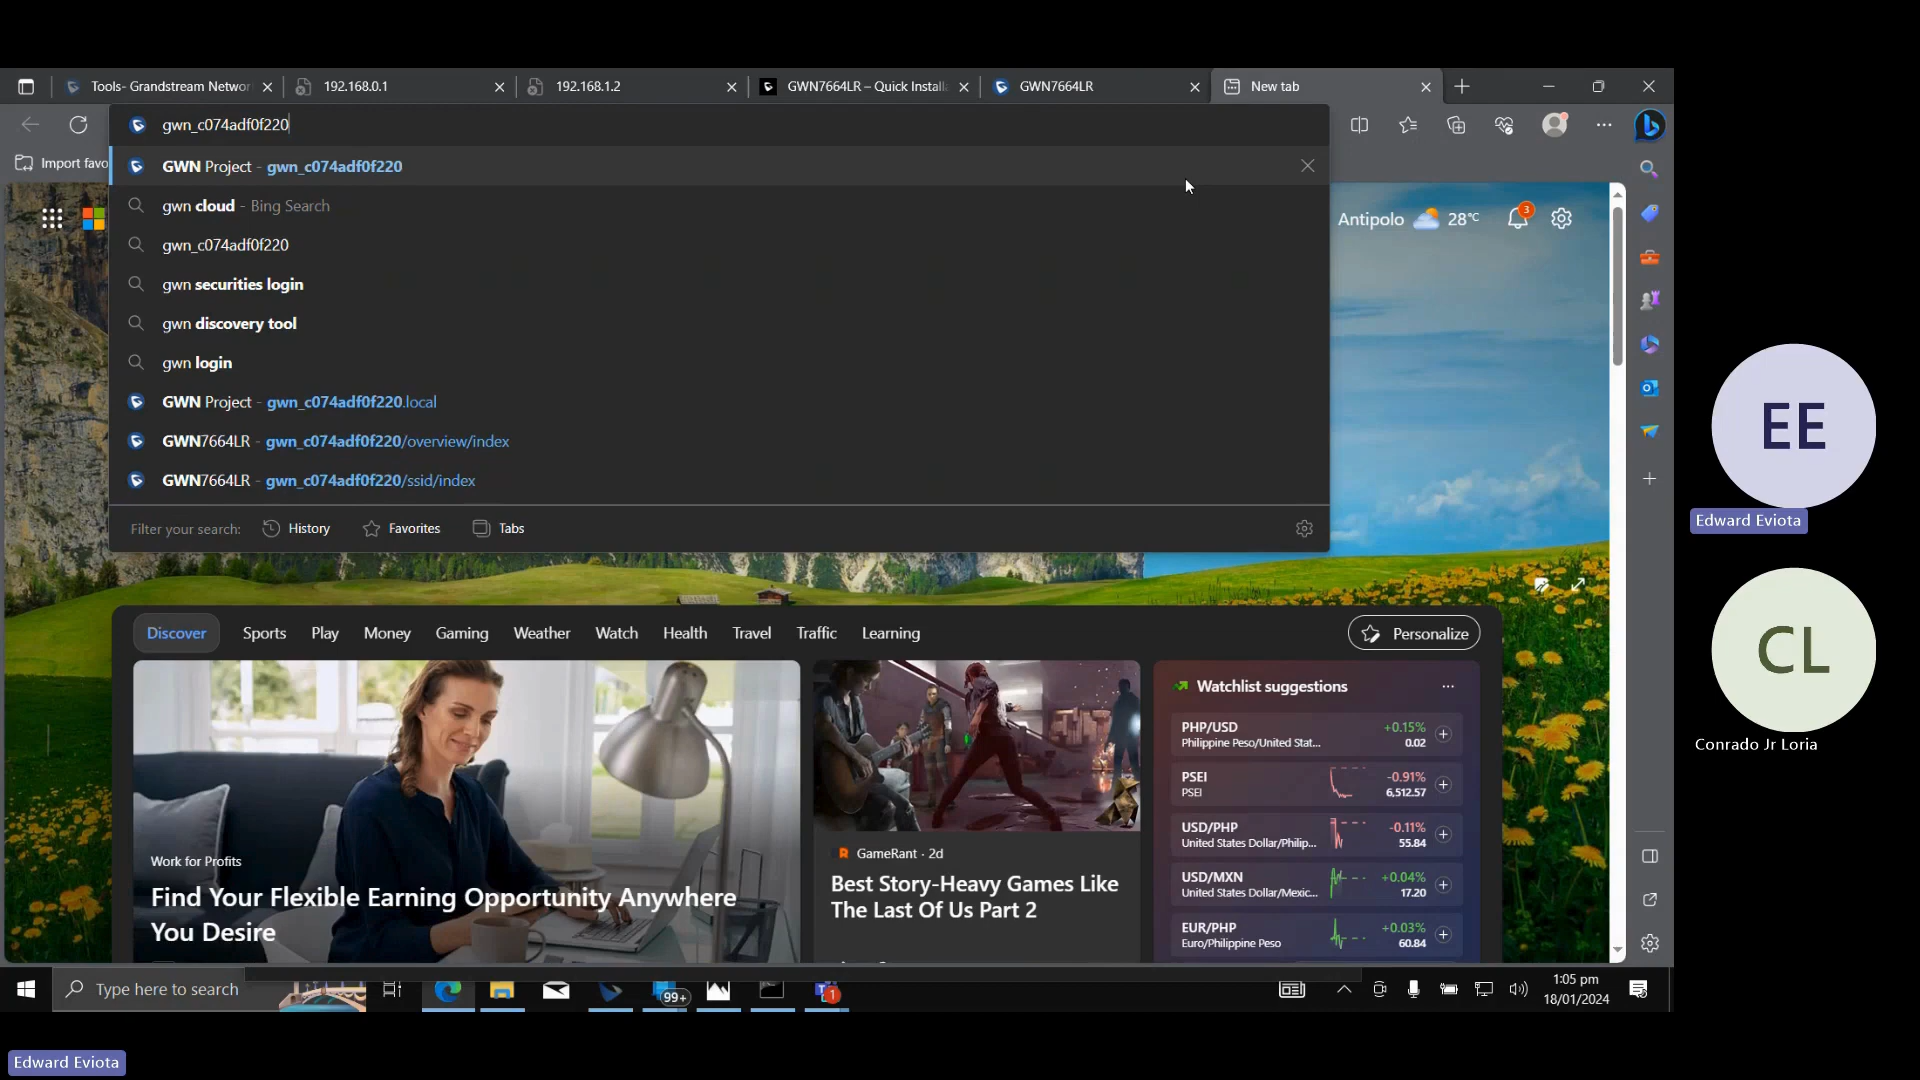 Tools- Grandstream Networ
192.168.0.1
192.168.1.2
GWN7664LR – Quick Install
GWN7664LR
New tab
gwn_c074adf0f220
Import favo
GWN Project - gwn_c074adf0f220
gwn cloud - Bing Search
gwn_c074adf0f220
gwn securities login
gwn discovery tool
gwn login
GWN Project - gwn_c074adf0f220.local
GWN7664LR - gwn_c074adf0f220/overview/index
GWN7664LR - gwn_c074adf0f220/ssid/index
Filter your search:
History
Favorites
Tabs
Antipolo
28°C
3
Discover
Sports
Play
Money
Gaming
Weather
Watch
Health
Travel
Traffic
Learning
Personalize
Work for Profits
Find Your Flexible Earning Opportunity Anywhere
You Desire
GameRant · 2d
Best Story-Heavy Games Like
The Last Of Us Part 2
Watchlist suggestions
PHP/USD +0.15%
Philippine Peso/United Stat... 0.02
PSEI -0.91%
PSEI 6,512.57
USD/PHP -0.11%
United States Dollar/Philip... 55.84
USD/MXN +0.04%
United States Dollar/Mexic... 17.20
EUR/PHP +0.03%
Euro/Philippine Peso 60.84
EE
Edward Eviota
CL
Conrado Jr Loria
Type here to search
99+
1
1:05 pm
18/01/2024
Edward Eviota